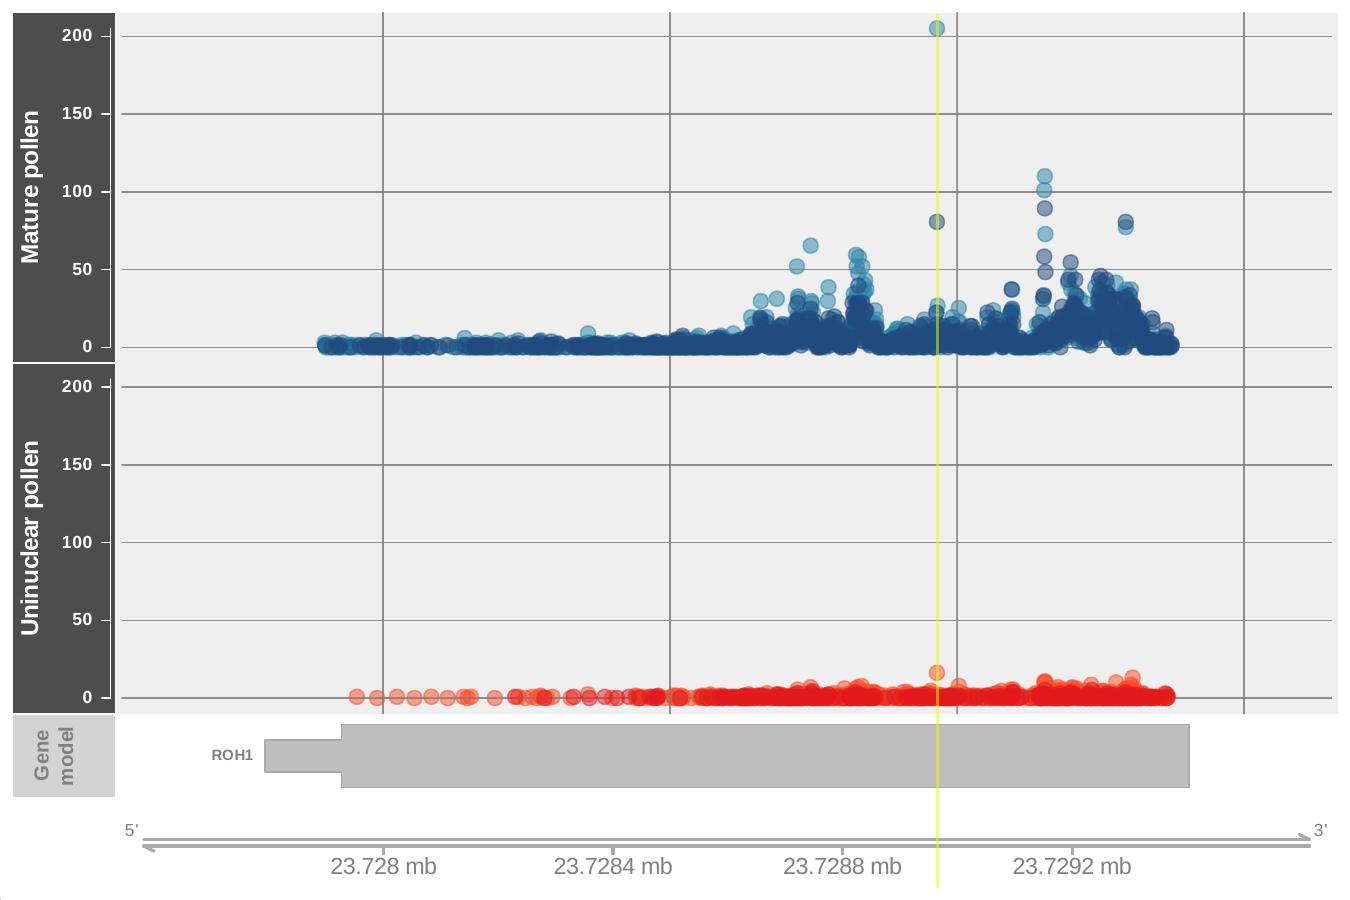 Mature pollen
200
150
100
50
0
Uninuclear pollen
200
150
100
50
0
Gene
model
ROH1
5'
3'
23.728 mb
23.7284 mb
23.7288 mb
23.7292 mb